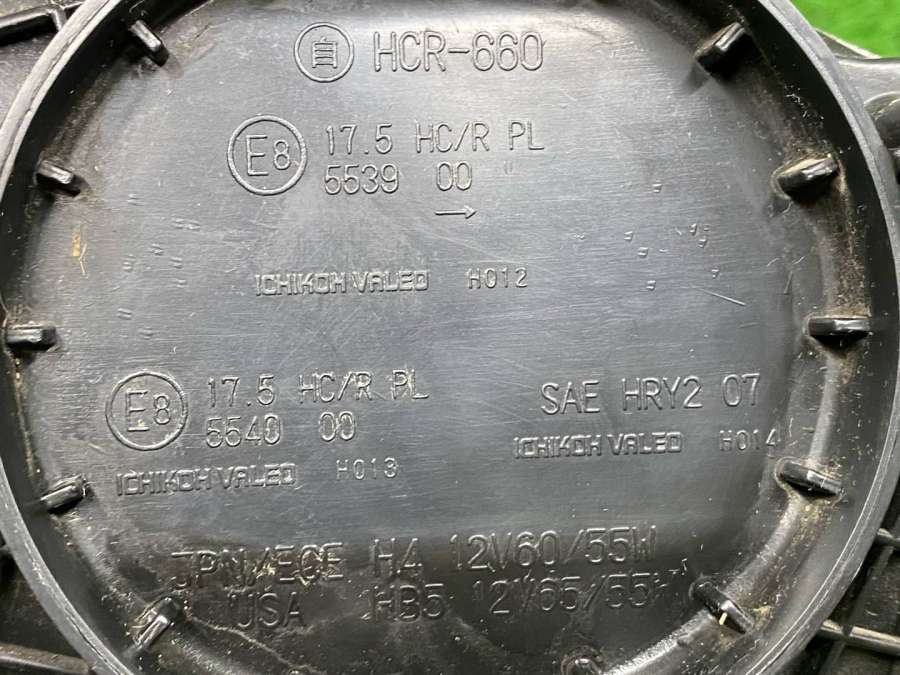 自 HCR-660
E8 17.5 HC/R PL
5539 00
→
ICHIKOH VALEO H012
E8 17.5 HC/R PL
5540 00
ICHIKOH VALEO H013
SAE HRY2 07
ICHIKOH VALEO H014
JPN/ECE H4 12V60/55W
USA HB5 12V65/55W